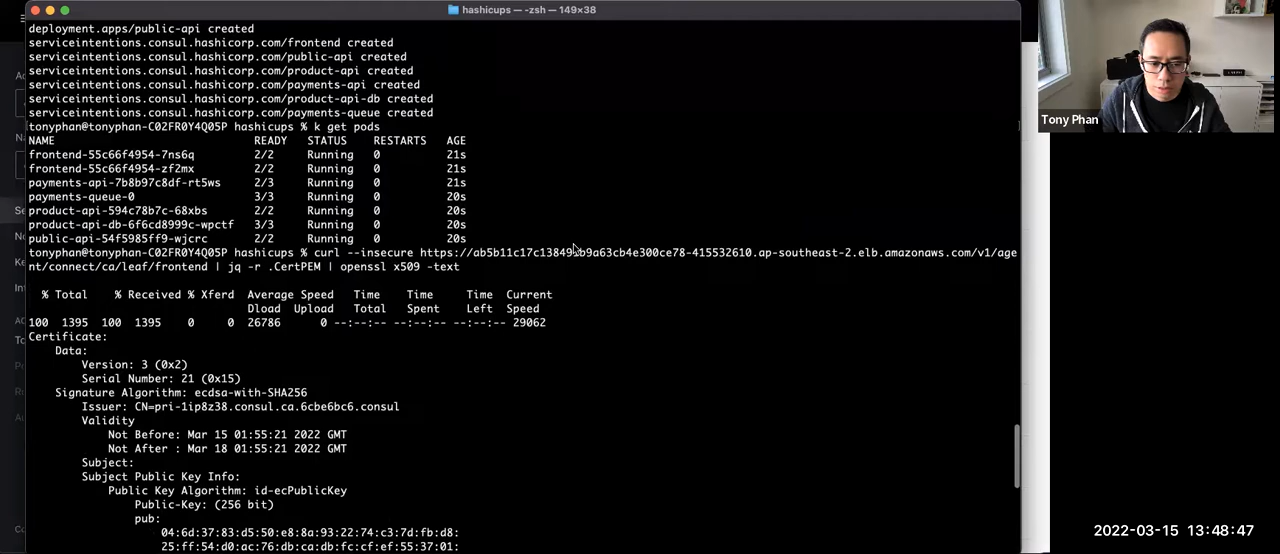 hashicups — -zsh — 149×38
deployment.apps/public-api created
serviceintentions.consul.hashicorp.com/frontend created
serviceintentions.consul.hashicorp.com/public-api created
serviceintentions.consul.hashicorp.com/product-api created
serviceintentions.consul.hashicorp.com/payments-api created
serviceintentions.consul.hashicorp.com/product-api-db created
serviceintentions.consul.hashicorp.com/payments-queue created
tonyphan@tonyphan-C02FR0Y4Q05P hashicups % k get pods
NAME READY STATUS RESTARTS AGE
frontend-55c66f4954-7ns6q 2/2 Running 0 21s
frontend-55c66f4954-zf2mx 2/2 Running 0 21s
payments-api-7b8b97c8df-rt5ws 2/3 Running 0 21s
payments-queue-0 3/3 Running 0 20s
product-api-594c78b7c-68xbs 2/2 Running 0 20s
product-api-db-6f6cd8999c-wpctf 3/3 Running 0 20s
public-api-54f5985ff9-wjcrc 2/2 Running 0 20s
tonyphan@tonyphan-C02FR0Y4Q05P hashicups % curl --insecure
nt/connect/ca/leaf/frontend | jq -r .CertPEM | openssl x509 -text
% Total % Received % Xferd Average Speed Time Time Time Current
Dload Upload Total Spent Left Speed
100 1395 100 1395 0 0 26786 0 --:--:-- --:--:-- --:--:-- 29062
Certificate:
Data:
Version: 3 (0x2)
Serial Number: 21 (0x15)
Signature Algorithm: ecdsa-with-SHA256
Issuer: CN=pri-1ip8z38.consul.ca.6cbe6bc6.consul
Validity
Not Before: Mar 15 01:55:21 2022 GMT
Not After : Mar 18 01:55:21 2022 GMT
Subject:
Subject Public Key Info:
Public Key Algorithm: id-ecPublicKey
Public-Key: (256 bit)
pub:
04:6d:37:83:d5:50:e8:8a:93:22:74:c3:7d:fb:d8:
25:ff:54:d0:ac:76:db:ca:db:fc:cf:ef:55:37:01:
Tony Phan
2022-03-15 13:48:47